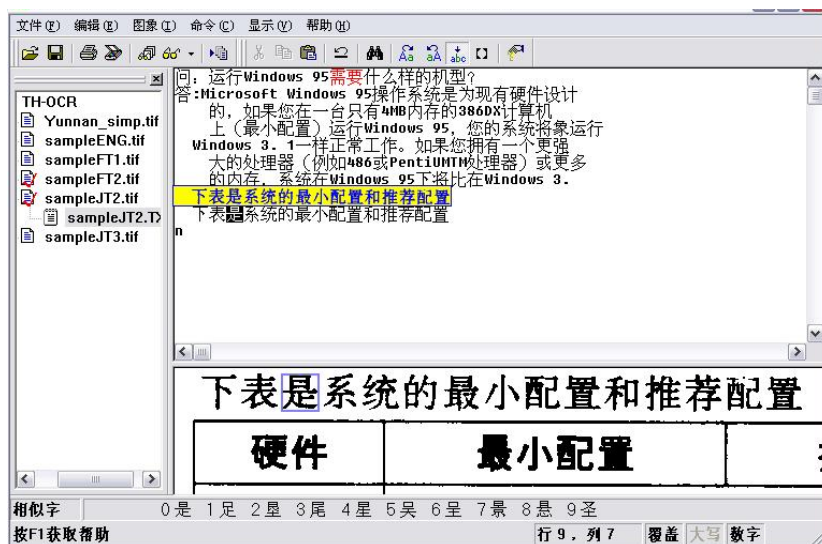 文件(F) 编辑(E) 图象(I) 命令(C) 显示(V) 帮助(H)
TH-OCR
Yunnan_simp.tif
sampleENG.tif
sampleFT1.tif
sampleFT2.tif
sampleJT2.tif
sampleJT2.TX
sampleJT3.tif
问：运行Windows 95需要什么样的机型？
答:Microsoft Windows 95操作系统是为现有硬件设计
的，如果您在一台只有4MB内存的386DX计算机
上（最小配置）运行Windows 95，您的系统将象运行
Windows 3. 1一样正常工作。如果您拥有一个更强
大的处理器（例如486或PentiUMTM处理器）或更多
的内存，系统在Windows 95下将比在Windows 3.
下表是系统的最小配置和推荐配置
下表是系统的最小配置和推荐配置
n
下表是系统的最小配置和推荐配置
硬件 最小配置
相似字 0是 1足 2昰 3尾 4星 5吴 6呈 7景 8悬 9圣
按F1获取帮助 行9，列7 覆盖 大写 数字